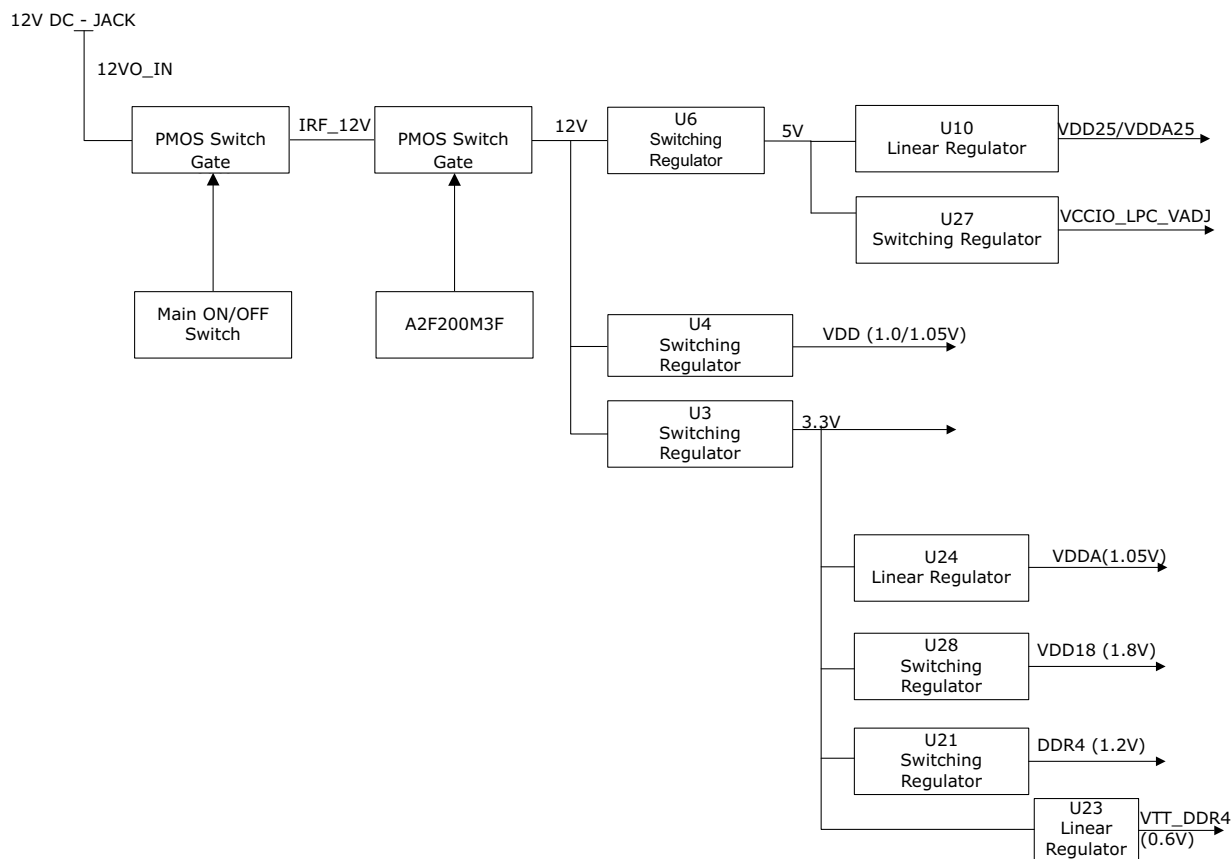 12V DC - JACK
12VO_IN
PMOS Switch
Gate
IRF_12V
PMOS Switch
Gate
12V
U6
Switching
Regulator
5V
U10
Linear Regulator
VDD25/VDDA25
U27
Switching Regulator
VCCIO_LPC_VADJ
Main ON/OFF
Switch
A2F200M3F
U4
Switching
Regulator
VDD (1.0/1.05V)
U3
Switching
Regulator
3.3V
U24
Linear Regulator
VDDA(1.05V)
U28
Switching
Regulator
VDD18 (1.8V)
U21
Switching
Regulator
DDR4 (1.2V)
U23
Linear
Regulator
VTT_DDR4
(0.6V)